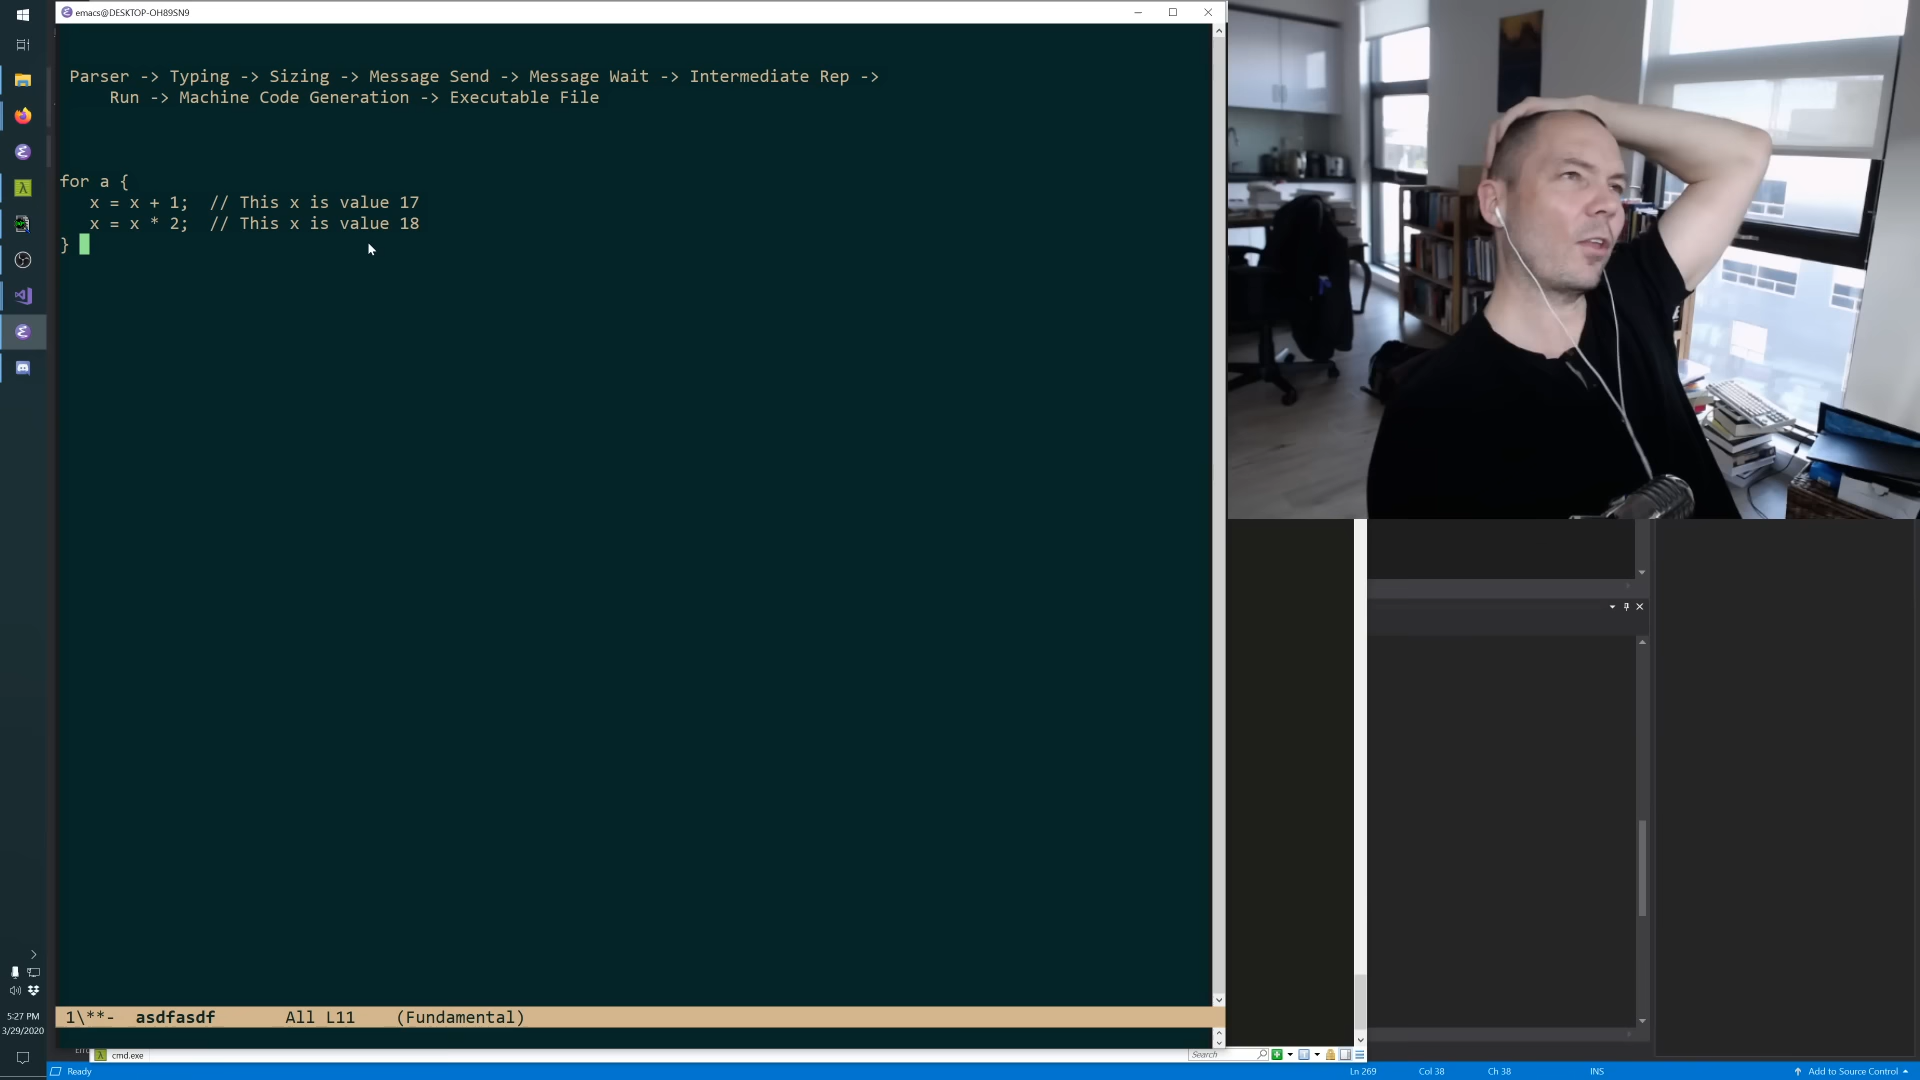 emacs@DESKTOP-OH89SN9
Parser -> Typing -> Sizing -> Message Send -> Message Wait -> Intermediate Rep ->
Run -> Machine Code Generation -> Executable File
for a {
x = x + 1;  // This x is value 17
x = x * 2;  // This x is value 18
}
1\**-  asdfasdf       All L11    (Fundamental)
cmd.exe
Search
5:27 PM
3/29/2020
Ready
Ln 269
Col 38
Ch 38
INS
Add to Source Control